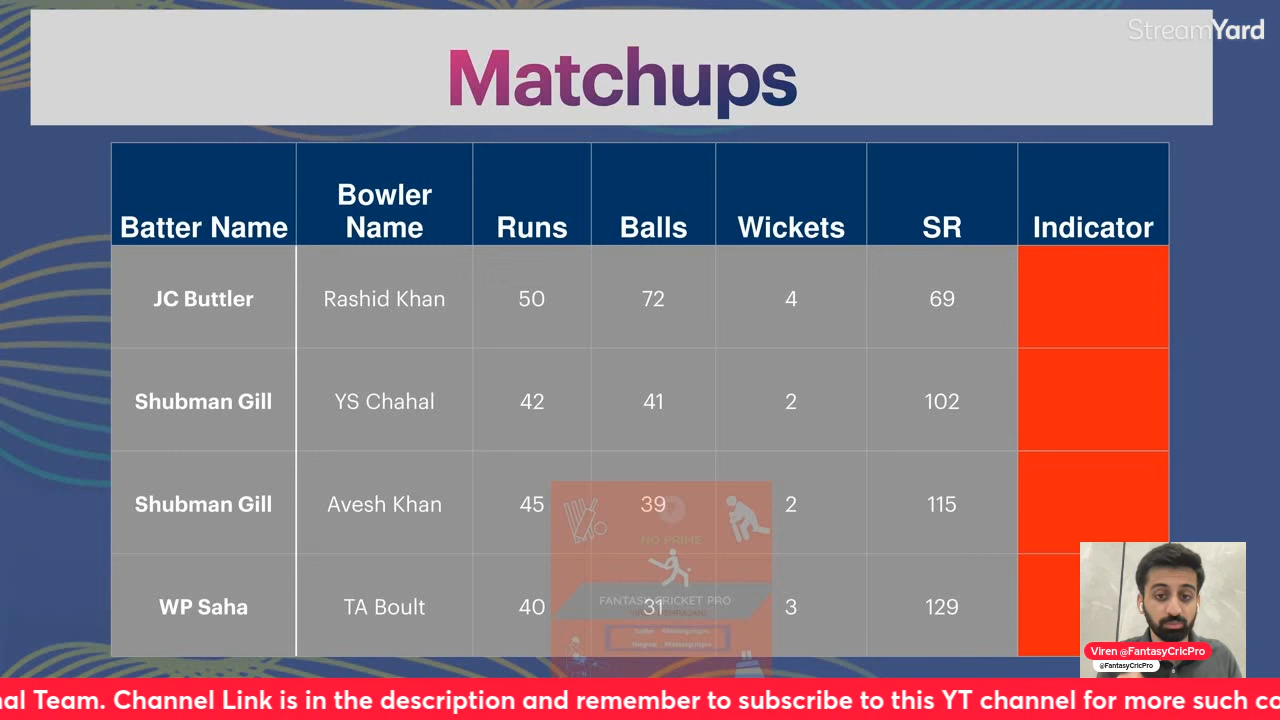 StreamYard
Matchups
Batter Name Bowler Name Runs Balls Wickets SR Indicator
JC Buttler Rashid Khan 50 72 4 69
Shubman Gill YS Chahal 42 41 2 102
Shubman Gill Avesh Khan 45 39 2 115
NO PRIME
FANTASY CRICKET PRO
WP Saha TA Boult 40 31 3 129
Viren @FantasyCricPro
@FantasyCricPro
nal Team. Channel Link is in the description and remember to subscribe to this YT channel for more such co